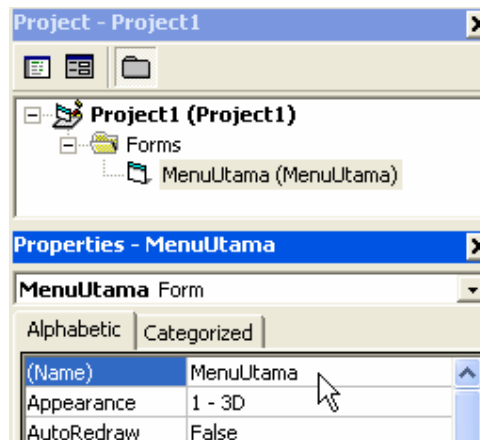 Project - Project1
Project1 (Project1)
Forms
MenuUtama (MenuUtama)
Properties - MenuUtama
MenuUtama Form
Alphabetic Categorized
(Name) MenuUtama
Appearance 1 - 3D
AutoRedraw False